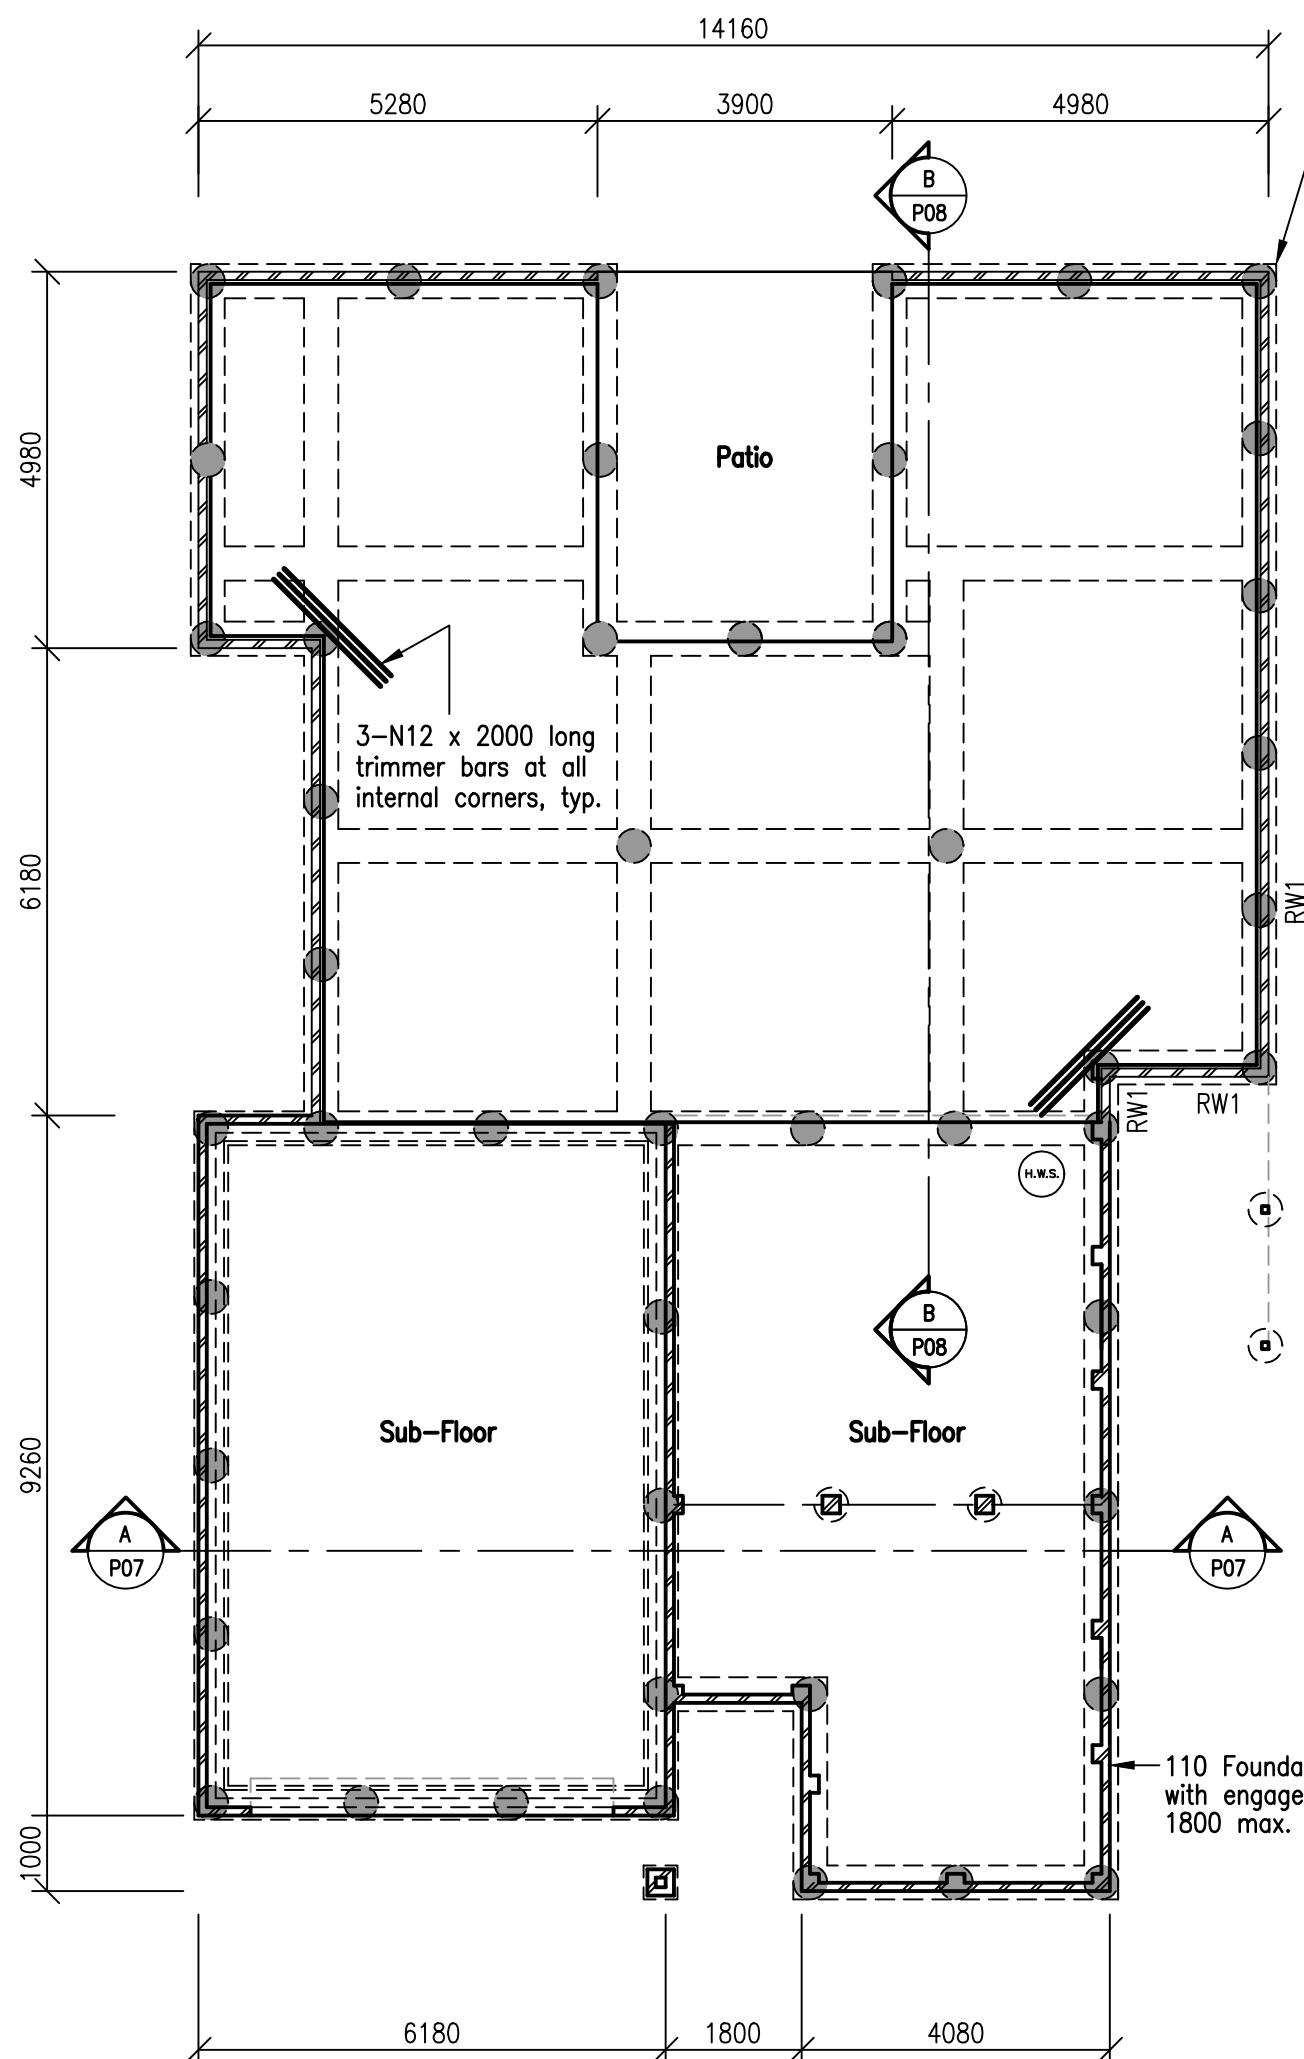 14160
5280
3900
4980
B
P08
4980
Patio
3-N12 x 2000 long
trimmer bars at all
internal corners, typ.
6180
RW1
RW1
RW1
H.W.S.
B
P08
Sub-Floor
Sub-Floor
9260
A
P07
A
P07
110 Founda
with engage
1800 max.
1000
6180
1800
4080